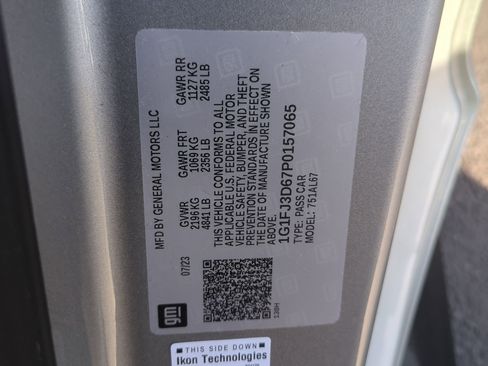 MFD BY GENERAL MOTORS LLC
07/23
GVWR
2196 KG
4841 LB
GAWR FRT
1069 KG
2356 LB
GAWR RR
1127 KG
2485 LB
THIS VEHICLE CONFORMS TO ALL
APPLICABLE U.S. FEDERAL MOTOR
VEHICLE SAFETY, BUMPER, AND THEFT
PREVENTION STANDARDS IN EFFECT ON
THE DATE OF MANUFACTURE SHOWN
ABOVE.
1G1FJ3D67P0157065
TYPE: PASS CAR
MODEL: 751AL67
gm
THIS SIDE DOWN
Ikon Technologies